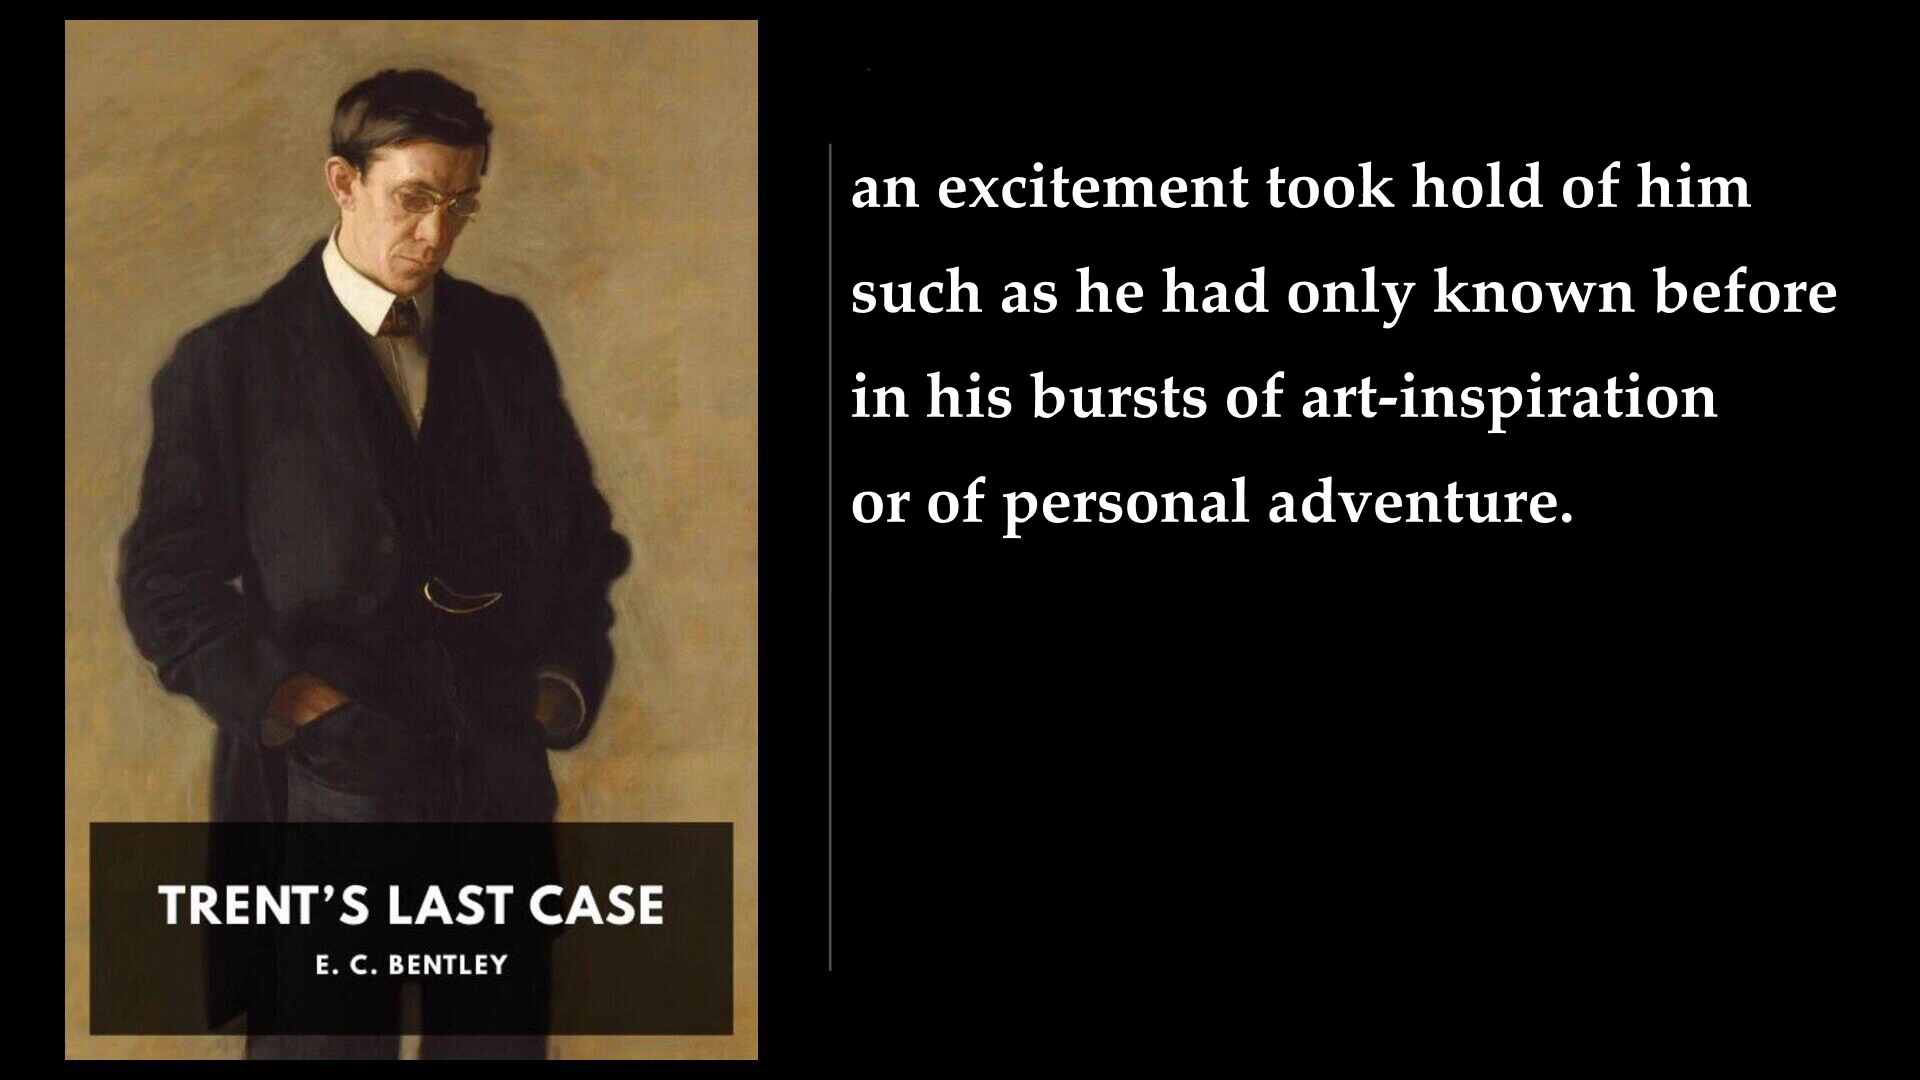 TRENT’S LAST CASE
E. C. BENTLEY
an excitement took hold of him
such as he had only known before
in his bursts of art-inspiration
or of personal adventure.